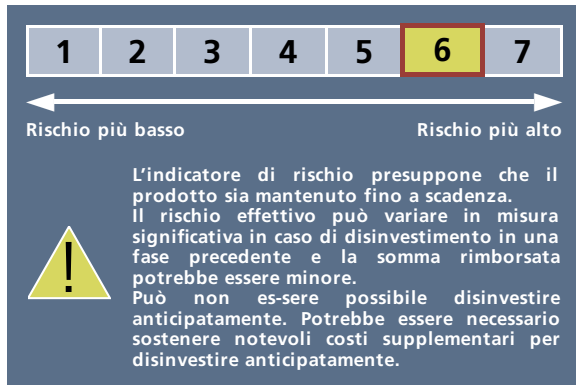 1 2 3 4 5 6 7
Rischio più basso Rischio più alto
L'indicatore di rischio presuppone che il
prodotto sia mantenuto fino a scadenza.
Il rischio effettivo può variare in misura
significativa in caso di disinvestimento in una
fase precedente e la somma rimborsata
potrebbe essere minore.
Può non es-sere possibile disinvestire
anticipatamente. Potrebbe essere necessario
sostenere notevoli costi supplementari per
disinvestire anticipatamente.
!